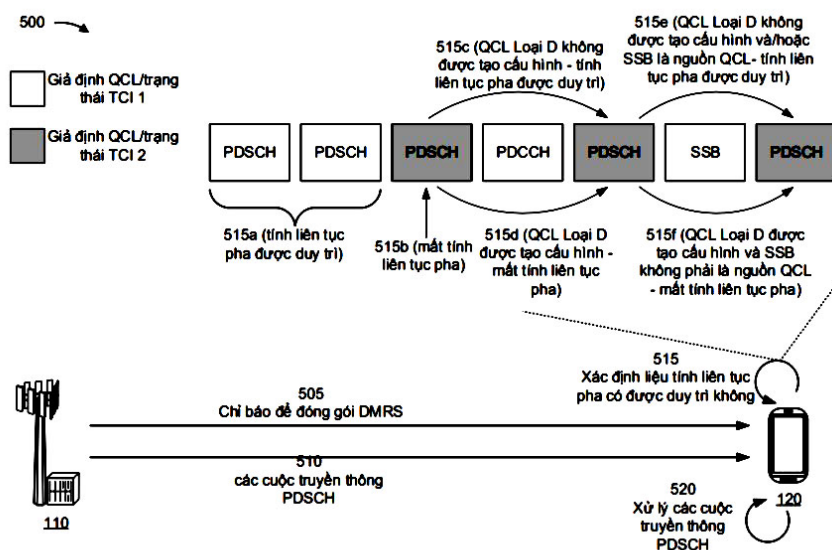 500
Giả định QCL/trạng
thái TCI 1
Giả định QCL/trạng
thái TCI 2
515c (QCL Loại D không
được tạo cấu hình - tính
liên tục pha được duy trì)
515e (QCL Loại D không
được tạo cấu hình và/hoặc
SSB là nguồn QCL- tính liên
tục pha được duy trì)
PDSCH
PDSCH
PDSCH
PDCCH
PDSCH
SSB
PDSCH
515a (tính liên tục
pha được duy trì)
515b (mất tính
liên tục pha)
515d (QCL Loại D
được tạo cấu hình -
mất tính liên tục
pha)
515f (QCL Loại D được
tạo cấu hình và SSB
không phải là nguồn QCL
- mất tính liên tục pha)
515
Xác định liệu tính liên tục
pha có được duy trì không
505
Chỉ báo để đóng gói DMRS
510
các cuộc truyền thông
PDSCH
110
120
520
Xử lý các cuộc
truyền thông
PDSCH